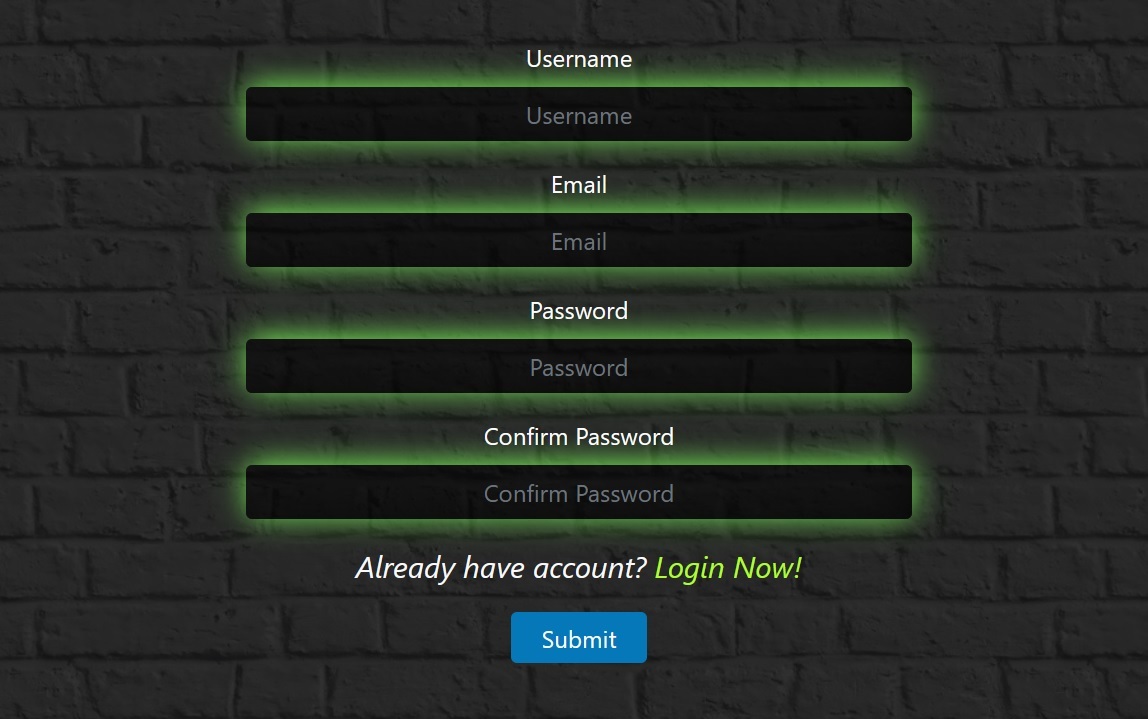 Username
Username
Email
Email
Password
Password
Confirm Password
Confirm Password
Already have account? Login Now!
Submit